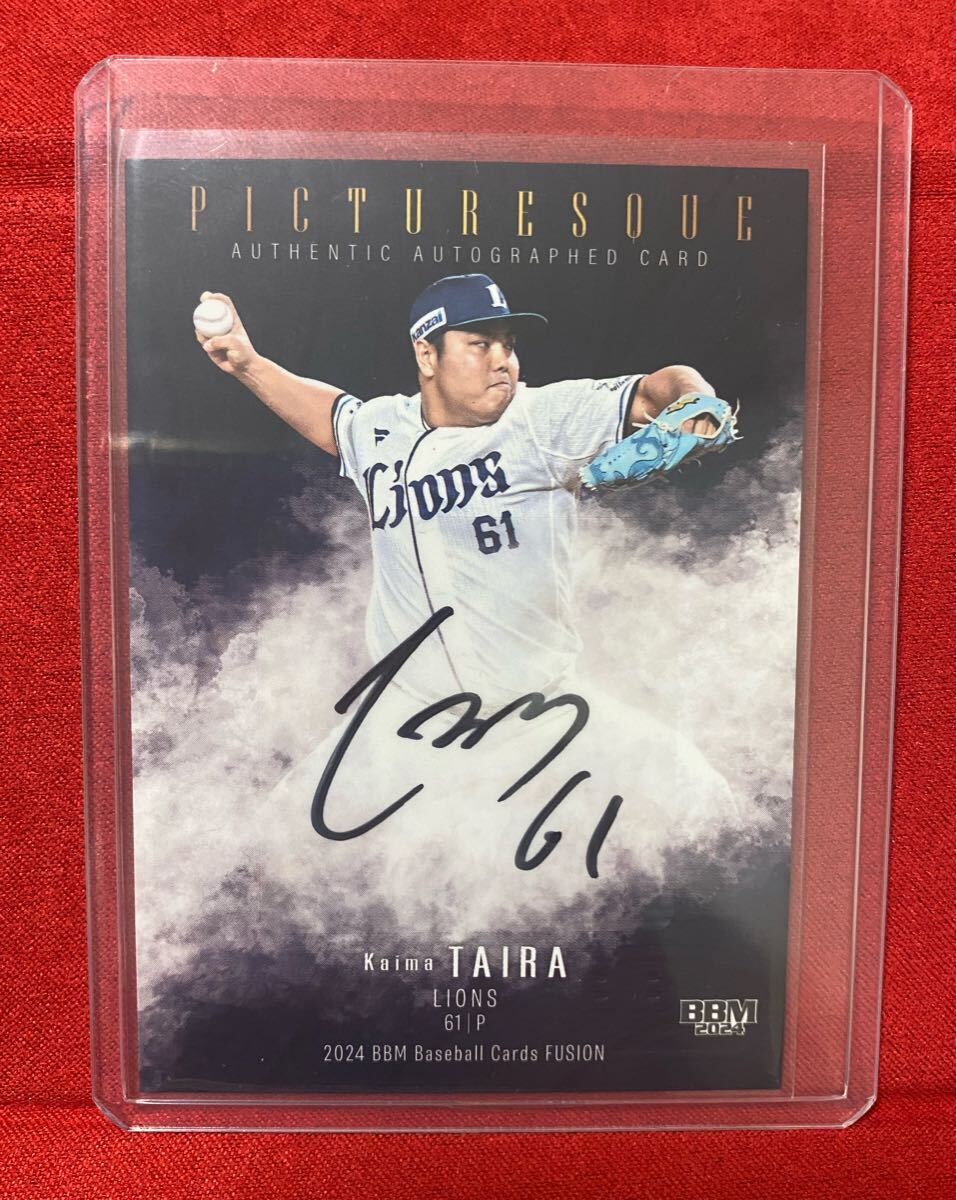 PICTURESQUE
AUTHENTIC AUTOGRAPHED CARD
Lions
61
61
Kaima TAIRA
LIONS
61|P
BBM
2024
2024 BBM Baseball Cards FUSION